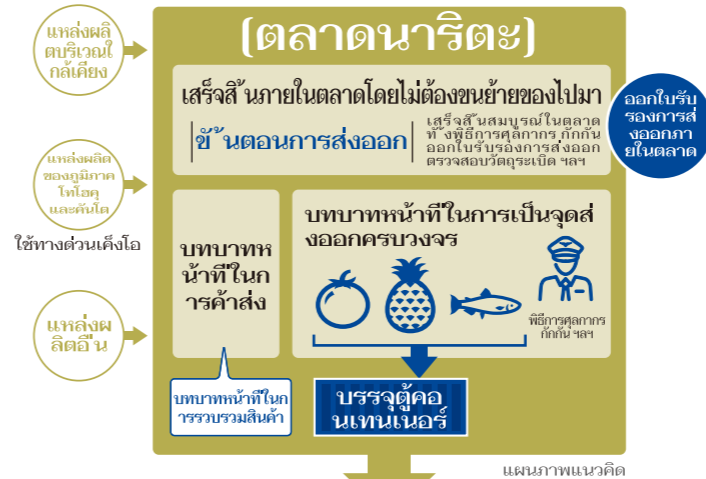 (ตลาดนาริตะ)
แหล่งผลิ
ตบริเวณใ
กล้เคียง
เสร็จสิ้นภายในตลาดโดยไม่ต้องขนย้ายของไปมา
ขั้นตอนการส่งออก
เสร็จสิ้นสมบูรณ์ในตลาด
ทั้งพิธีการศุลกากร กักกัน
ออกใบรับรองการส่งออก
ตรวจสอบวัตถุระเบิด ฯลฯ
ออกใบรับ
รองการส่
งออกภา
ยในตลาด
แหล่งผลิต
ของภูมิภาค
โทโฮคุ
และคันโต
ใช้ทางด่วนเค็งโอ
แหล่งผ
ลิตอื่น
บทบาทห
น้าที่ในก
ารค้าส่ง
บทบาทหน้าที่ในก
ารรวบรวมสินค้า
บทบาทหน้าที่ในการเป็นจุดส่
งออกครบวงจร
พิธีการศุลกากร
กักกัน ฯลฯ
บรรจุตู้คอ
นเทนเนอร์
แผนภาพแนวคิด